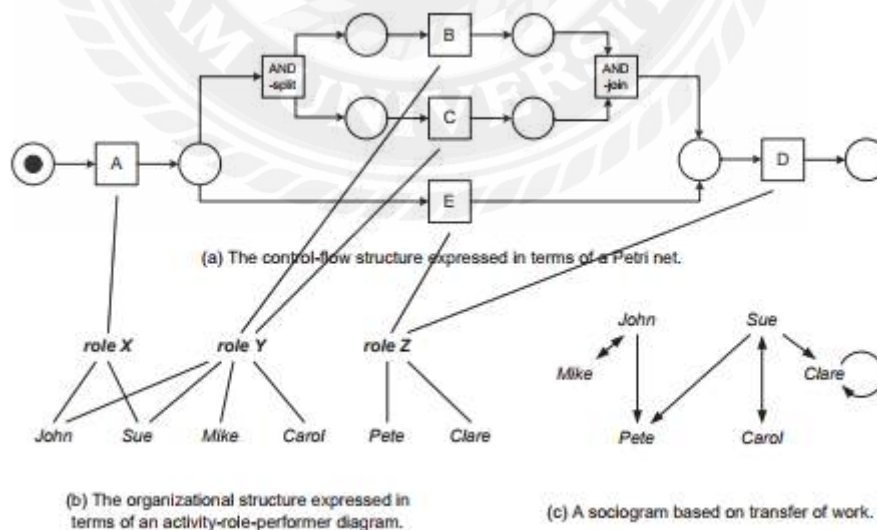 UNIVERSIT
B
AND
-split
AND
-join
C
A
D
E
(a) The control-flow structure expressed in terms of a Petri net.
role X
role Y
role Z
John
Sue
Mike
Carol
Pete
Clare
John
Sue
Mike
Clare
Pete
Carol
(b) The organizational structure expressed in
terms of an activity-role-performer diagram.
(c) A sociogram based on transfer of work.